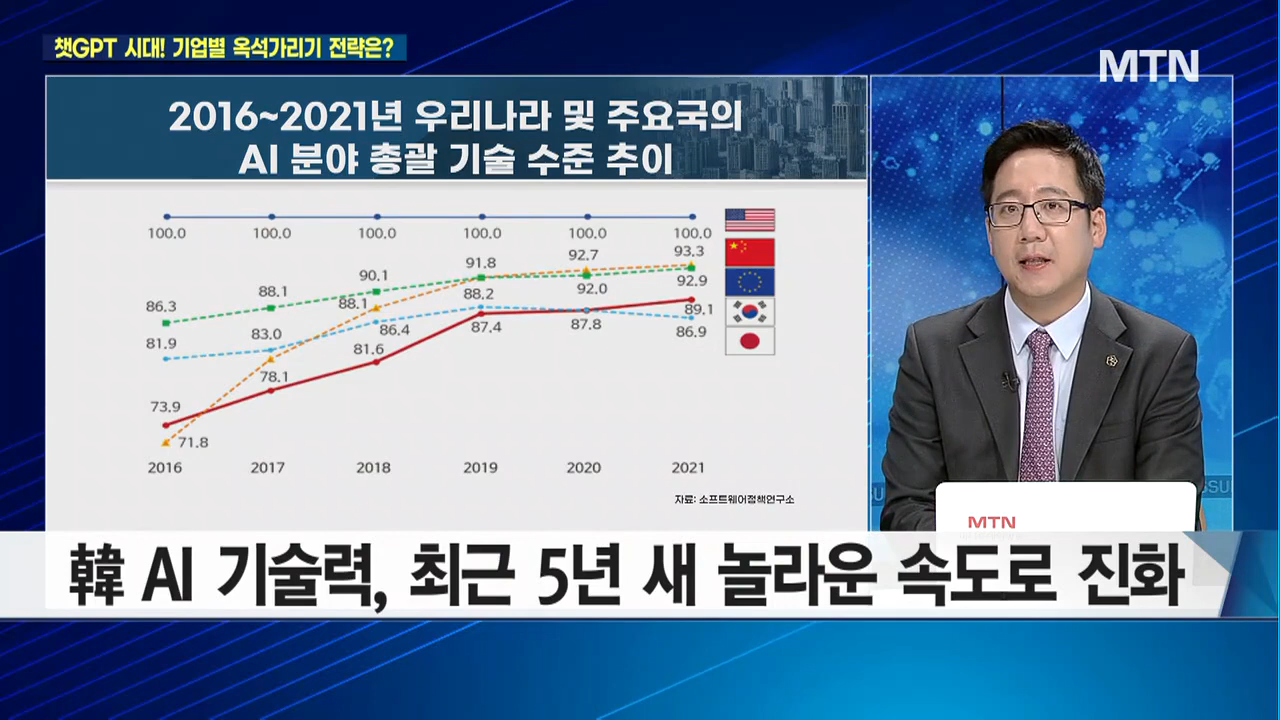 챗GPT 시대! 기업별 옥석가리기 전략은?
MTN
2016~2021년 우리나라 및 주요국의
AI 분야 총괄 기술 수준 추이
100.0 100.0 100.0 100.0 100.0 100.0
86.3 88.1 90.1 91.8 92.7 93.3
92.0 92.9
81.9 83.0 88.1 88.2 89.1
86.4 87.4 87.8 86.9
73.9 78.1 81.6
71.8
2016 2017 2018 2019 2020 2021
자료: 소프트웨어정책연구소
MTN
韓 AI 기술력, 최근 5년 새 놀라운 속도로 진화